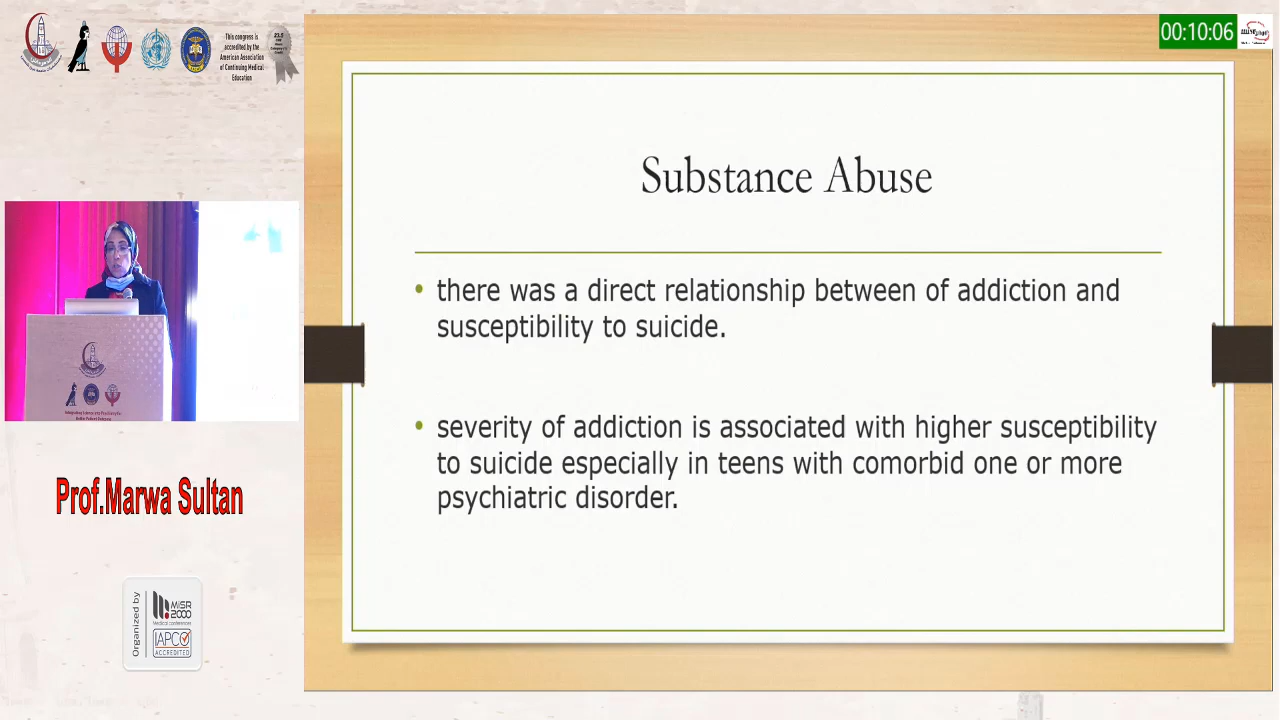 This congress is
accredited by the
American Association
of Continuing Medical
Education
00:10:06
Substance Abuse
• there was a direct relationship between of addiction and
susceptibility to suicide.
• severity of addiction is associated with higher susceptibility
to suicide especially in teens with comorbid one or more
psychiatric disorder.
Prof.Marwa Sultan
Organized by
MISR
2000
Medical conferences
IAPCO
ACCREDITED